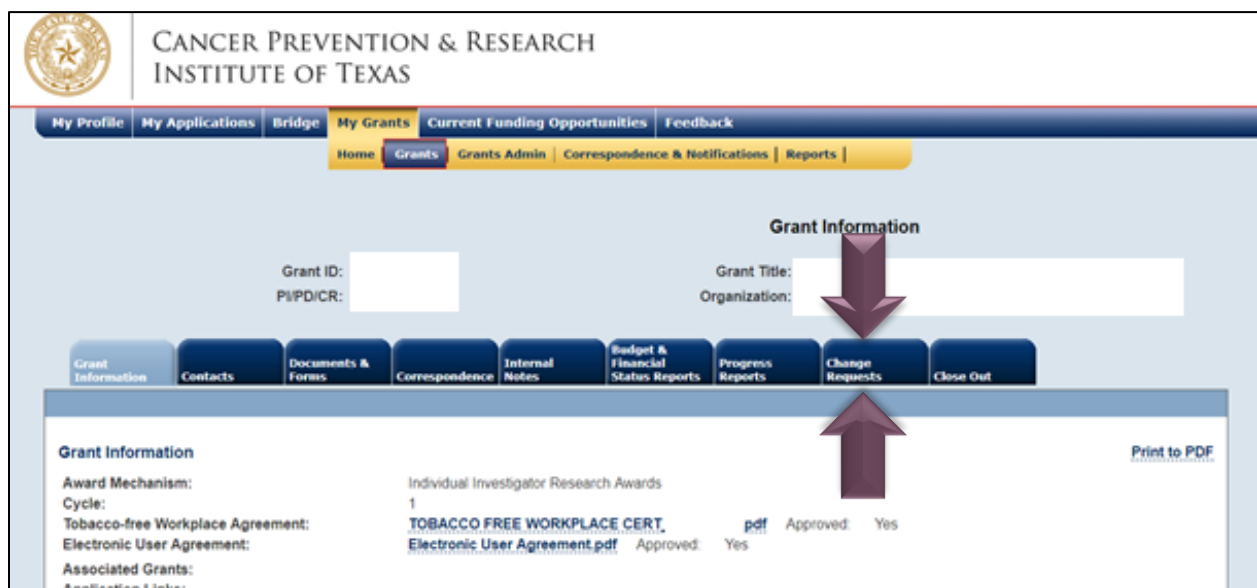 CANCER PREVENTION & RESEARCH
INSTITUTE OF TEXAS
My Profile My Applications Bridge My Grants Current Funding Opportunities Feedback
Home Grants Grants Admin | Correspondence & Notifications | Reports |
Grant Information
Grant ID: Grant Title:
PI/PD/CR: Organization:
Grant Information
Contacts
Documents & Forms
Correspondence
Internal Notes
Budget & Financial Status Reports
Progress Reports
Change Requests
Close Out
Grant Information Print to PDF
Award Mechanism: Individual Investigator Research Awards
Cycle: 1
Tobacco-free Workplace Agreement: TOBACCO FREE WORKPLACE CERT_ pdf Approved: Yes
Electronic User Agreement: Electronic User Agreement.pdf Approved: Yes
Associated Grants:
Application Links: